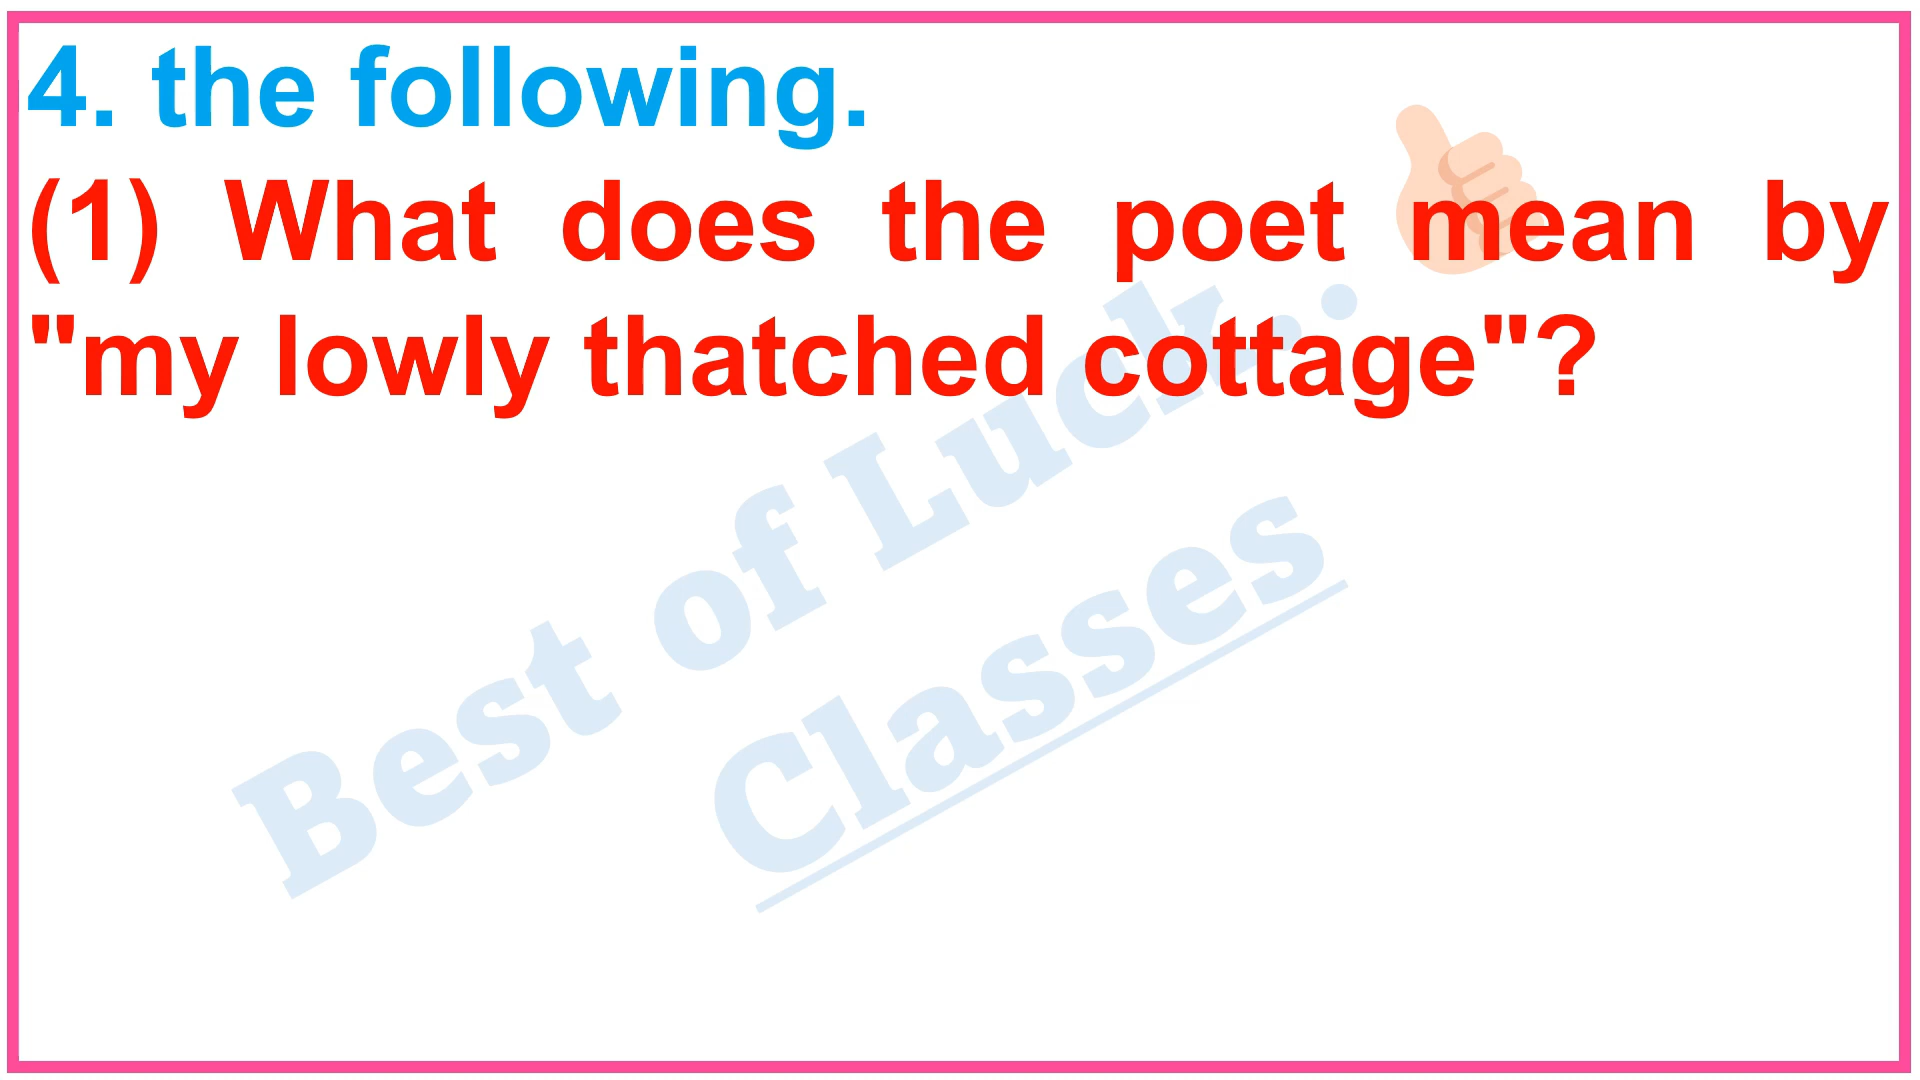 4. the following.
(1) What does the poet mean by
"my lowly thatched cottage"?
Best of Luck..
Classes